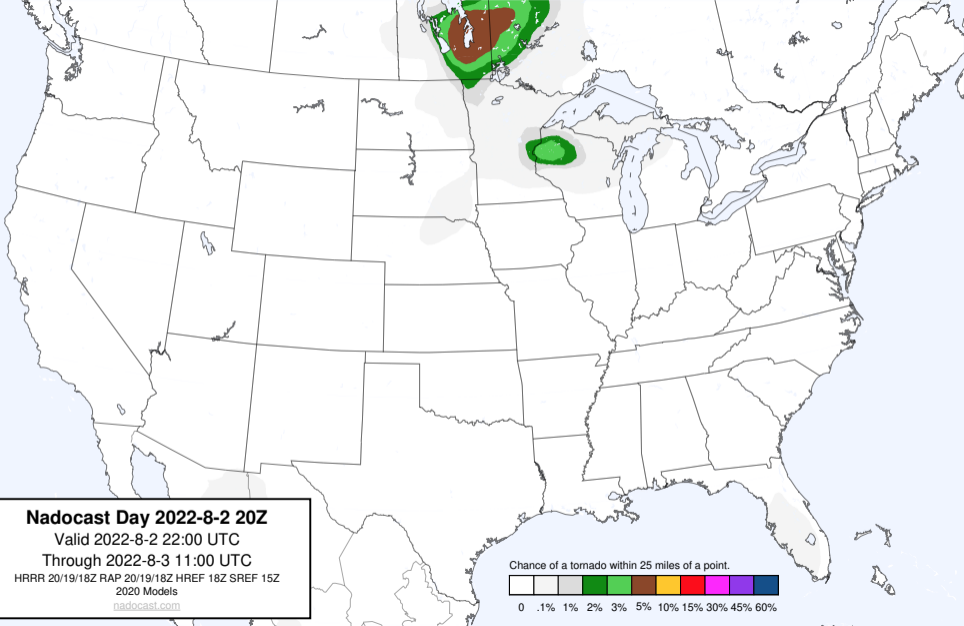 Nadocast Day 2022-8-2 20Z
Valid 2022-8-2 22:00 UTC
Through 2022-8-3 11:00 UTC
HRRR 20/19/18Z RAP 20/19/18Z HREF 18Z SREF 15Z
2020 Models
nadocast.com
Chance of a tornado within 25 miles of a point.
0 .1% 1% 2% 3% 5% 10% 15% 30% 45% 60%